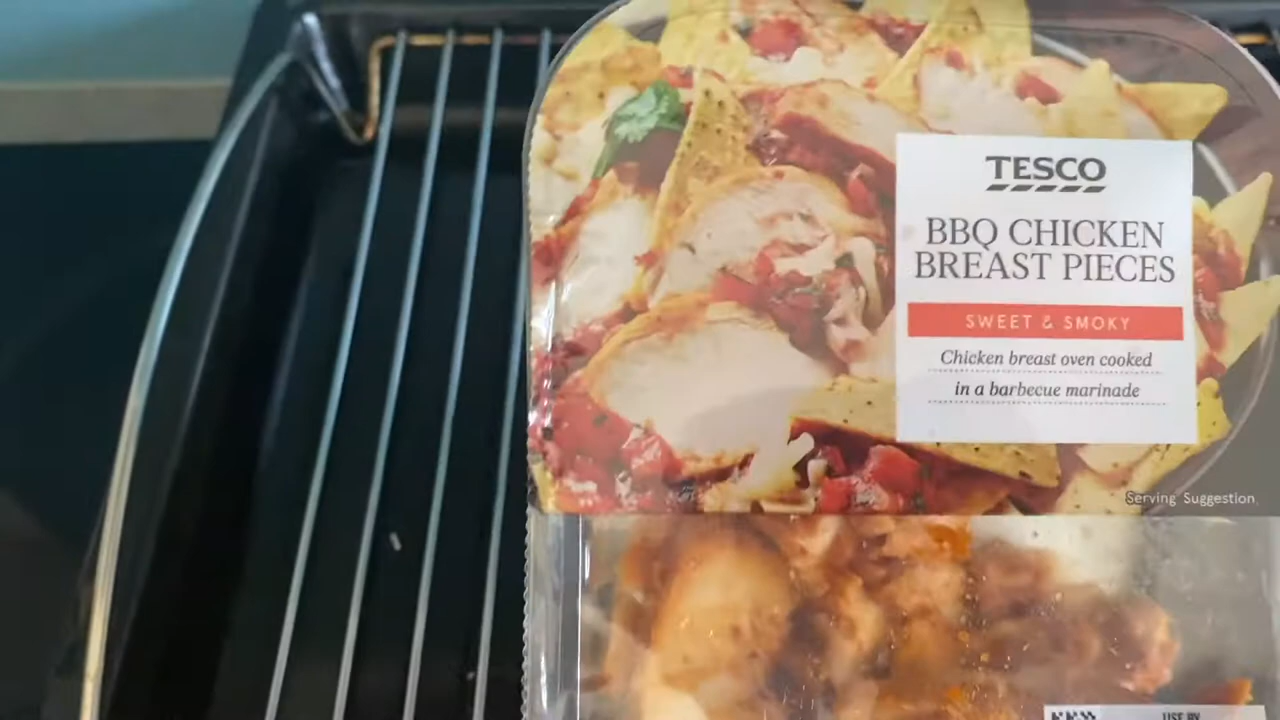 TESCO
BBQ CHICKEN
BREAST PIECES
SWEET & SMOKY
Chicken breast oven cooked
in a barbecue marinade
Serving Suggestion
USE BY